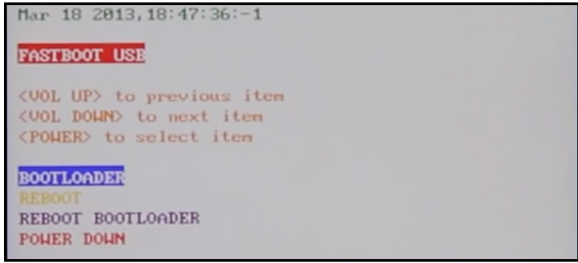 Mar 18 2013,18:47:36:-1
FASTBOOT USB
<VOL UP> to previous item
<VOL DOWN> to next item
<POWER> to select item
BOOTLOADER
REBOOT
REBOOT BOOTLOADER
POWER DOWN